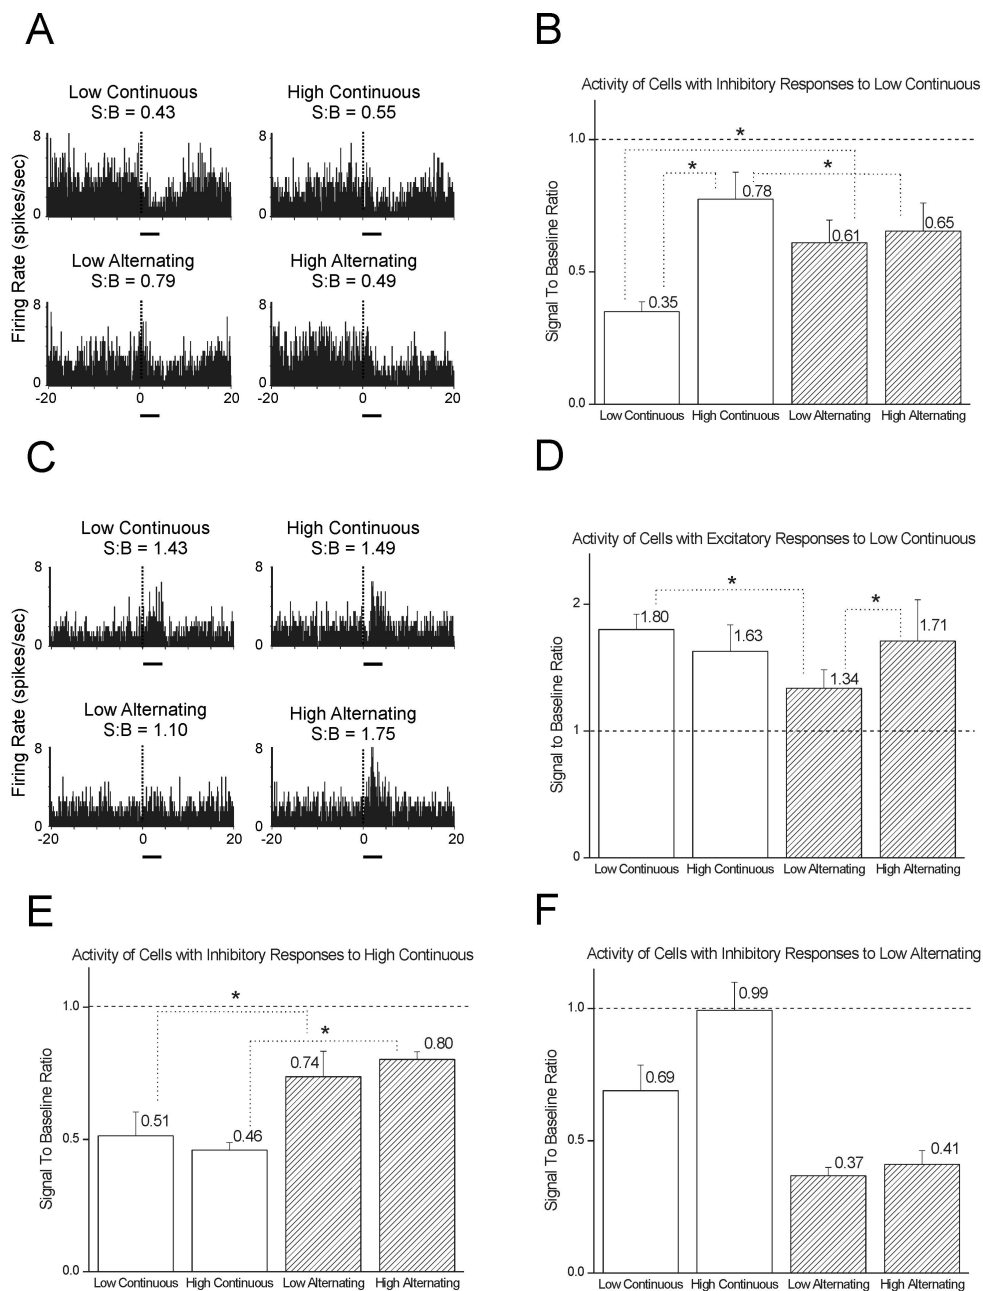 A
Low Continuous
S:B = 0.43
High Continuous
S:B = 0.55
8
0
8
0
Low Alternating
S:B = 0.79
High Alternating
S:B = 0.49
8
0
8
0
-20
0
20
-20
0
20
Firing Rate (spikes/sec)
B
Activity of Cells with Inhibitory Responses to Low Continuous
Signal To Baseline Ratio
1.0
0.5
0.0
*
*
*
0.35
0.78
0.61
0.65
Low Continuous
High Continuous
Low Alternating
High Alternating
C
Low Continuous
S:B = 1.43
High Continuous
S:B = 1.49
8
0
8
0
Low Alternating
S:B = 1.10
High Alternating
S:B = 1.75
8
0
8
0
-20
0
20
-20
0
20
Firing Rate (spikes/sec)
D
Activity of Cells with Excitatory Responses to Low Continuous
Signal to Baseline Ratio
2
1
0
*
*
1.80
1.63
1.34
1.71
Low Continuous
High Continuous
Low Alternating
High Alternating
E
Activity of Cells with Inhibitory Responses to High Continuous
Signal To Baseline Ratio
1.0
0.5
0.0
*
*
0.51
0.46
0.74
0.80
Low Continuous
High Continuous
Low Alternating
High Alternating
F
Activity of Cells with Inhibitory Responses to Low Alternating
Signal To Baseline Ratio
1.0
0.5
0.0
0.69
0.99
0.37
0.41
Low Continuous
High Continuous
Low Alternating
High Alternating